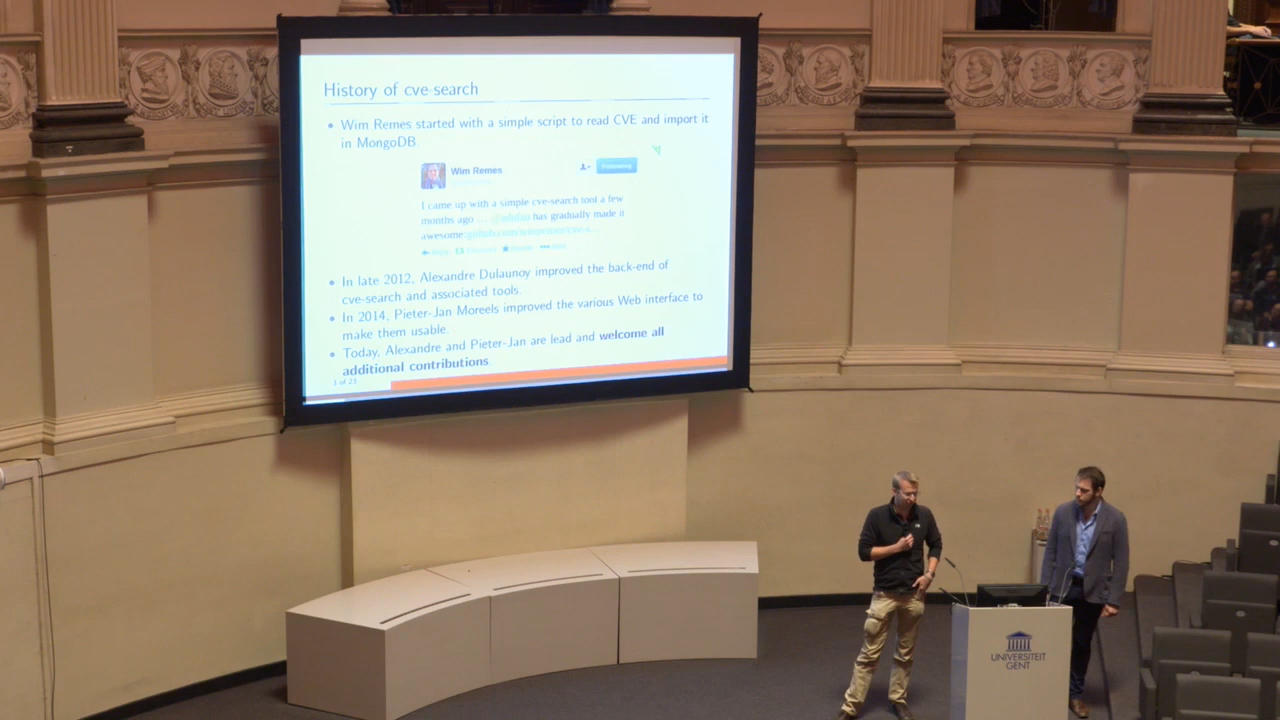 History of cve-search
• Wim Remes started with a simple script to read CVE and import it
in MongoDB
Wim Remes
Following
I came up with a simple cve-search tool a few
months ago ... has gradually made it
awesome:
• In late 2012, Alexandre Dulaunoy improved the back-end of
cve-search and associated tools.
• In 2014, Pieter-Jan Moreels improved the various Web interface to
make them usable.
• Today, Alexandre and Pieter-Jan are lead and welcome all
additional contributions.
1 of 23
UNIVERSITEIT
GENT